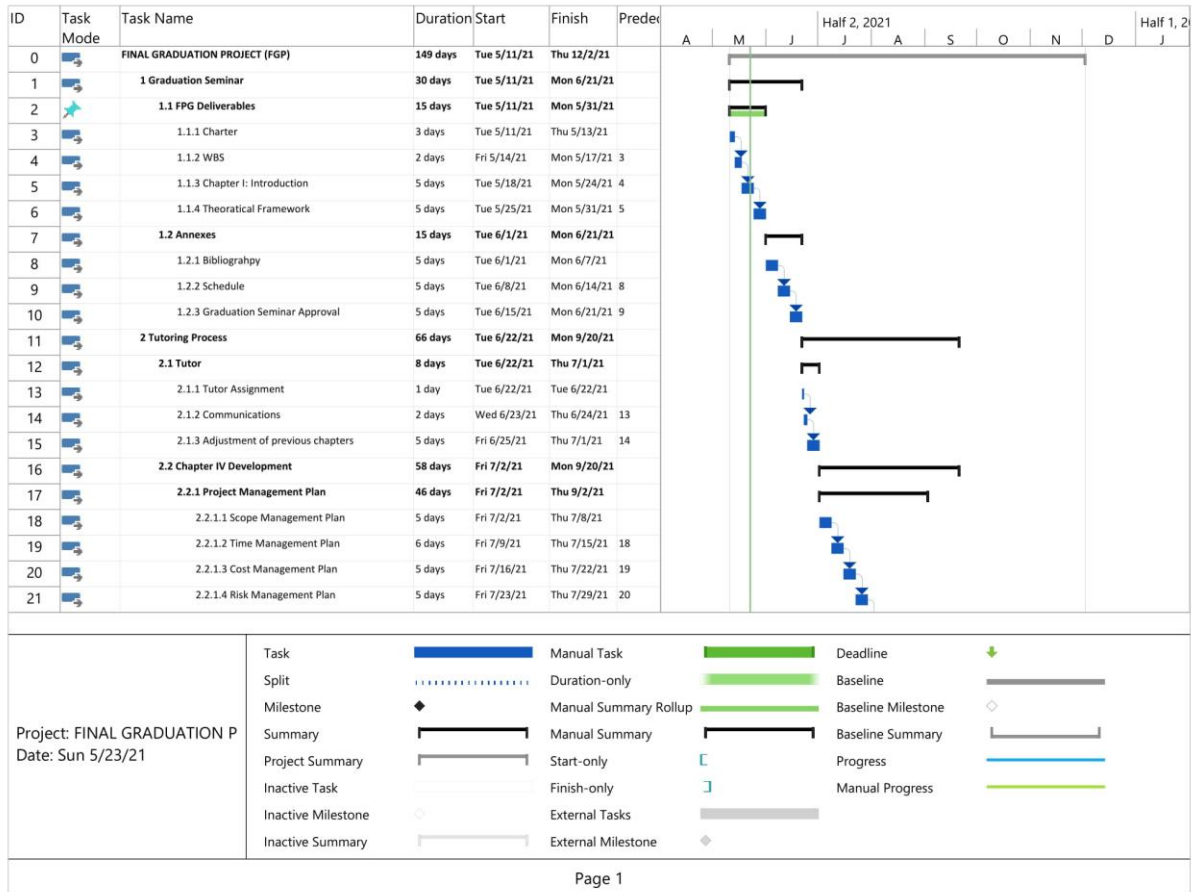 ID Task Mode Task Name Duration Start Finish Predec
Half 2, 2021 Half 1, 20
A M J J A S O N D J
0 FINAL GRADUATION PROJECT (FGP) 149 days Tue 5/11/21 Thu 12/2/21
1 1 Graduation Seminar 30 days Tue 5/11/21 Mon 6/21/21
2 1.1 FPG Deliverables 15 days Tue 5/11/21 Mon 5/31/21
3 1.1.1 Charter 3 days Tue 5/11/21 Thu 5/13/21
4 1.1.2 WBS 2 days Fri 5/14/21 Mon 5/17/21 3
5 1.1.3 Chapter I: Introduction 5 days Tue 5/18/21 Mon 5/24/21 4
6 1.1.4 Theoratical Framework 5 days Tue 5/25/21 Mon 5/31/21 5
7 1.2 Annexes 15 days Tue 6/1/21 Mon 6/21/21
8 1.2.1 Bibliograhpy 5 days Tue 6/1/21 Mon 6/7/21
9 1.2.2 Schedule 5 days Tue 6/8/21 Mon 6/14/21 8
10 1.2.3 Graduation Seminar Approval 5 days Tue 6/15/21 Mon 6/21/21 9
11 2 Tutoring Process 66 days Tue 6/22/21 Mon 9/20/21
12 2.1 Tutor 8 days Tue 6/22/21 Thu 7/1/21
13 2.1.1 Tutor Assignment 1 day Tue 6/22/21 Tue 6/22/21
14 2.1.2 Communications 2 days Wed 6/23/21 Thu 6/24/21 13
15 2.1.3 Adjustment of previous chapters 5 days Fri 6/25/21 Thu 7/1/21 14
16 2.2 Chapter IV Development 58 days Fri 7/2/21 Mon 9/20/21
17 2.2.1 Project Management Plan 46 days Fri 7/2/21 Thu 9/2/21
18 2.2.1.1 Scope Management Plan 5 days Fri 7/2/21 Thu 7/8/21
19 2.2.1.2 Time Management Plan 6 days Fri 7/9/21 Thu 7/15/21 18
20 2.2.1.3 Cost Management Plan 5 days Fri 7/16/21 Thu 7/22/21 19
21 2.2.1.4 Risk Management Plan 5 days Fri 7/23/21 Thu 7/29/21 20
Project: FINAL GRADUATION P
Date: Sun 5/23/21
Task Manual Task Deadline
Split Duration-only Baseline
Milestone Manual Summary Rollup Baseline Milestone
Summary Manual Summary Baseline Summary
Project Summary Start-only Progress
Inactive Task Finish-only Manual Progress
Inactive Milestone External Tasks
Inactive Summary External Milestone
Page 1